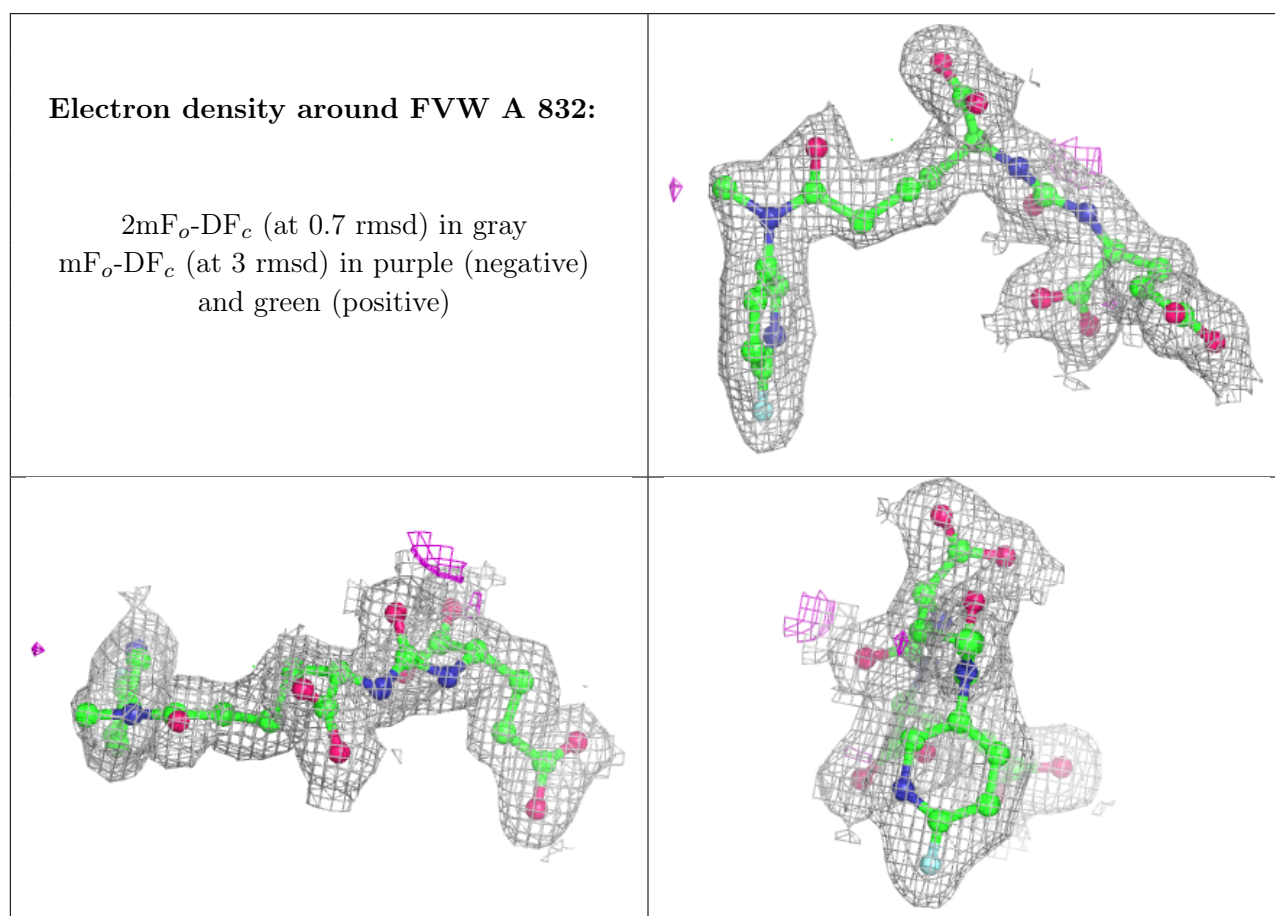 Electron density around FVW A 832:
2mFo-DFc (at 0.7 rmsd) in gray
mFo-DFc (at 3 rmsd) in purple (negative)
and green (positive)